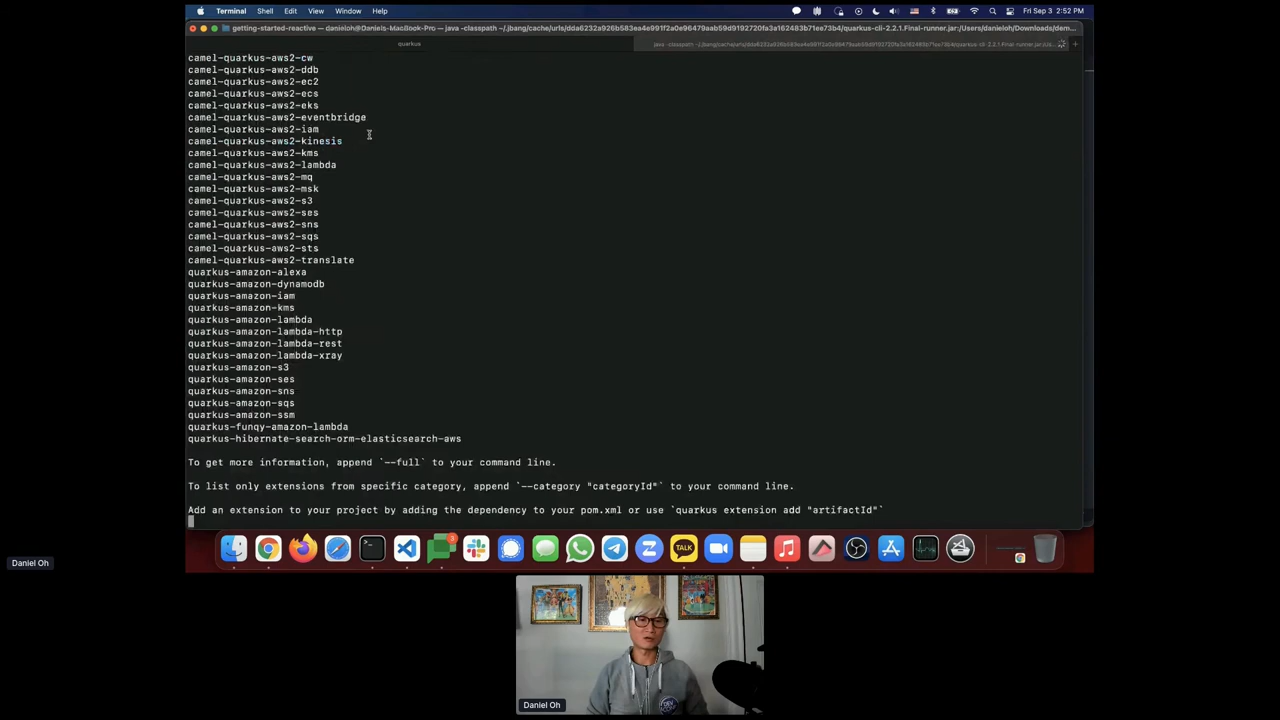 Terminal Shell Edit View Window Help
Fri Sep 3 2:52 PM
quarkus
camel-quarkus-aws2-cw
camel-quarkus-aws2-ddb
camel-quarkus-aws2-ec2
camel-quarkus-aws2-ecs
camel-quarkus-aws2-eks
camel-quarkus-aws2-eventbridge
camel-quarkus-aws2-iam
camel-quarkus-aws2-kinesis
camel-quarkus-aws2-kms
camel-quarkus-aws2-lambda
camel-quarkus-aws2-mq
camel-quarkus-aws2-msk
camel-quarkus-aws2-s3
camel-quarkus-aws2-ses
camel-quarkus-aws2-sns
camel-quarkus-aws2-sqs
camel-quarkus-aws2-sts
camel-quarkus-aws2-translate
quarkus-amazon-alexa
quarkus-amazon-dynamodb
quarkus-amazon-iam
quarkus-amazon-kms
quarkus-amazon-lambda
quarkus-amazon-lambda-http
quarkus-amazon-lambda-rest
quarkus-amazon-lambda-xray
quarkus-amazon-s3
quarkus-amazon-ses
quarkus-amazon-sns
quarkus-amazon-sqs
quarkus-amazon-ssm
quarkus-funqy-amazon-lambda
quarkus-hibernate-search-orm-elasticsearch-aws
To get more information, append `--full` to your command line.
To list only extensions from specific category, append `--category "categoryId"` to your command line.
Add an extension to your project by adding the dependency to your pom.xml or use `quarkus extension add "artifactId"`
3
TALK
Daniel Oh
Daniel Oh